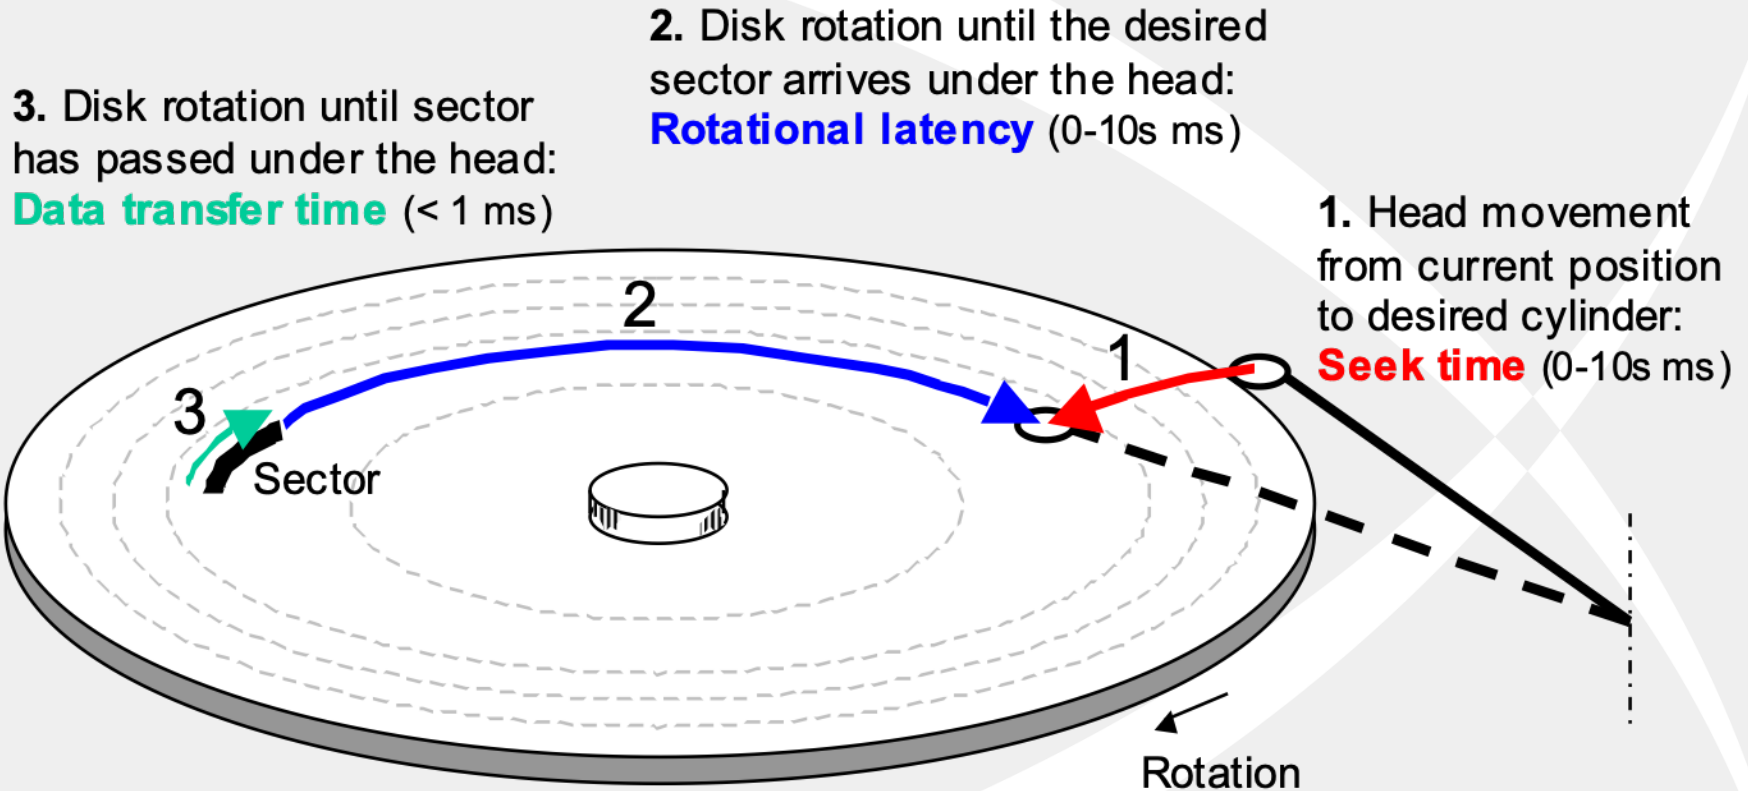 2. Disk rotation until the desired
sector arrives under the head:
Rotational latency (0-10s ms)
3. Disk rotation until sector
has passed under the head:
Data transfer time (< 1 ms)
1. Head movement
from current position
to desired cylinder:
Seek time (0-10s ms)
2
1
3
Sector
Rotation